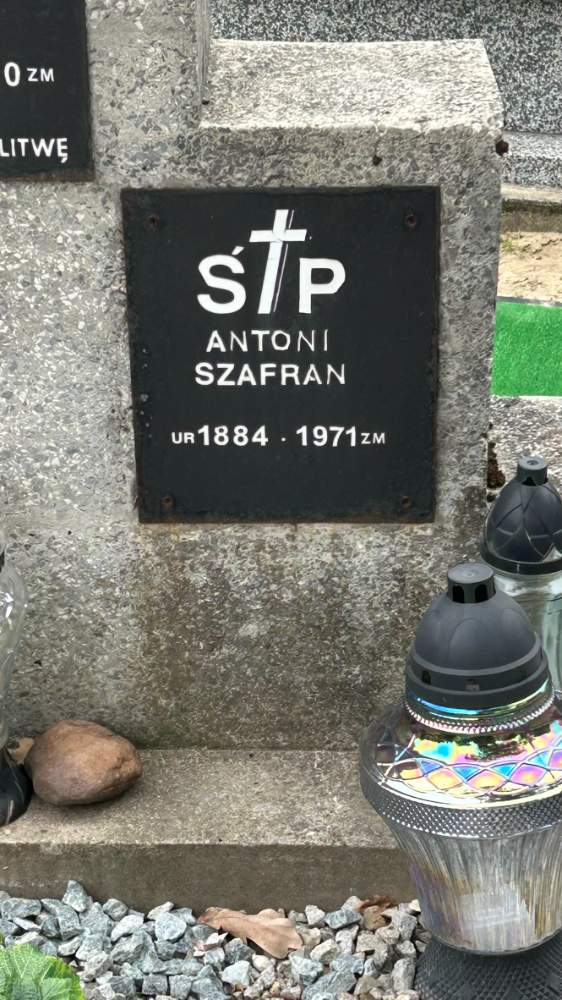 0 ZM
LITWĘ
Ś P
ANTONI
SZAFRAN
UR 1884 · 1971 ZM